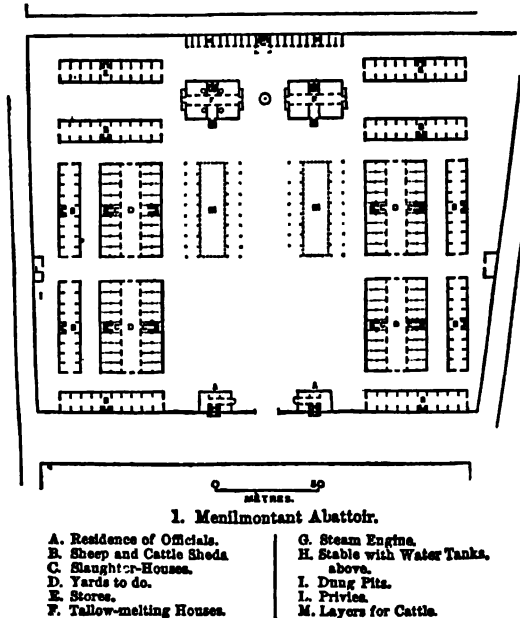 0 50
METRES.
1. Menilmontant Abattoir.
A. Residence of Officials.
B. Sheep and Cattle Sheds
C. Slaughter-Houses.
D. Yards to do.
E. Stores.
F. Tallow-melting Houses.
G. Steam Engine.
H. Stable with Water Tanks,
above.
I. Dung Pits.
L. Privies.
M. Layers for Cattle.